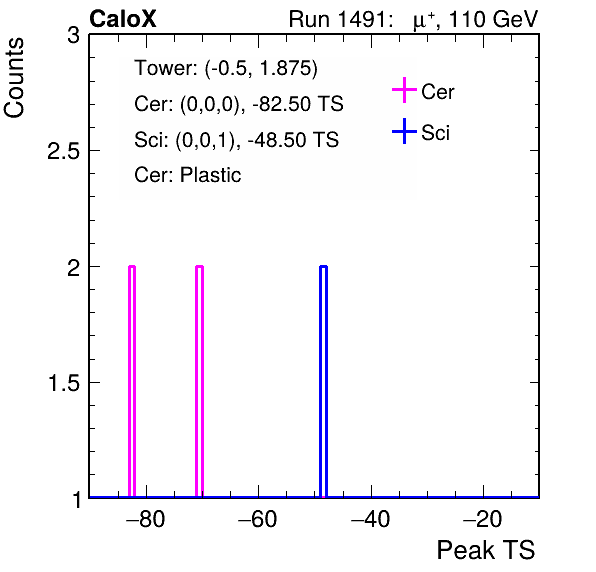 CaloX
Run 1491: μ⁺, 110 GeV
Counts
3
2.5
2
1.5
1
Tower: (-0.5, 1.875)
Cer: (0,0,0), -82.50 TS
Sci: (0,0,1), -48.50 TS
Cer: Plastic
Cer
Sci
−80
−60
−40
−20
Peak TS